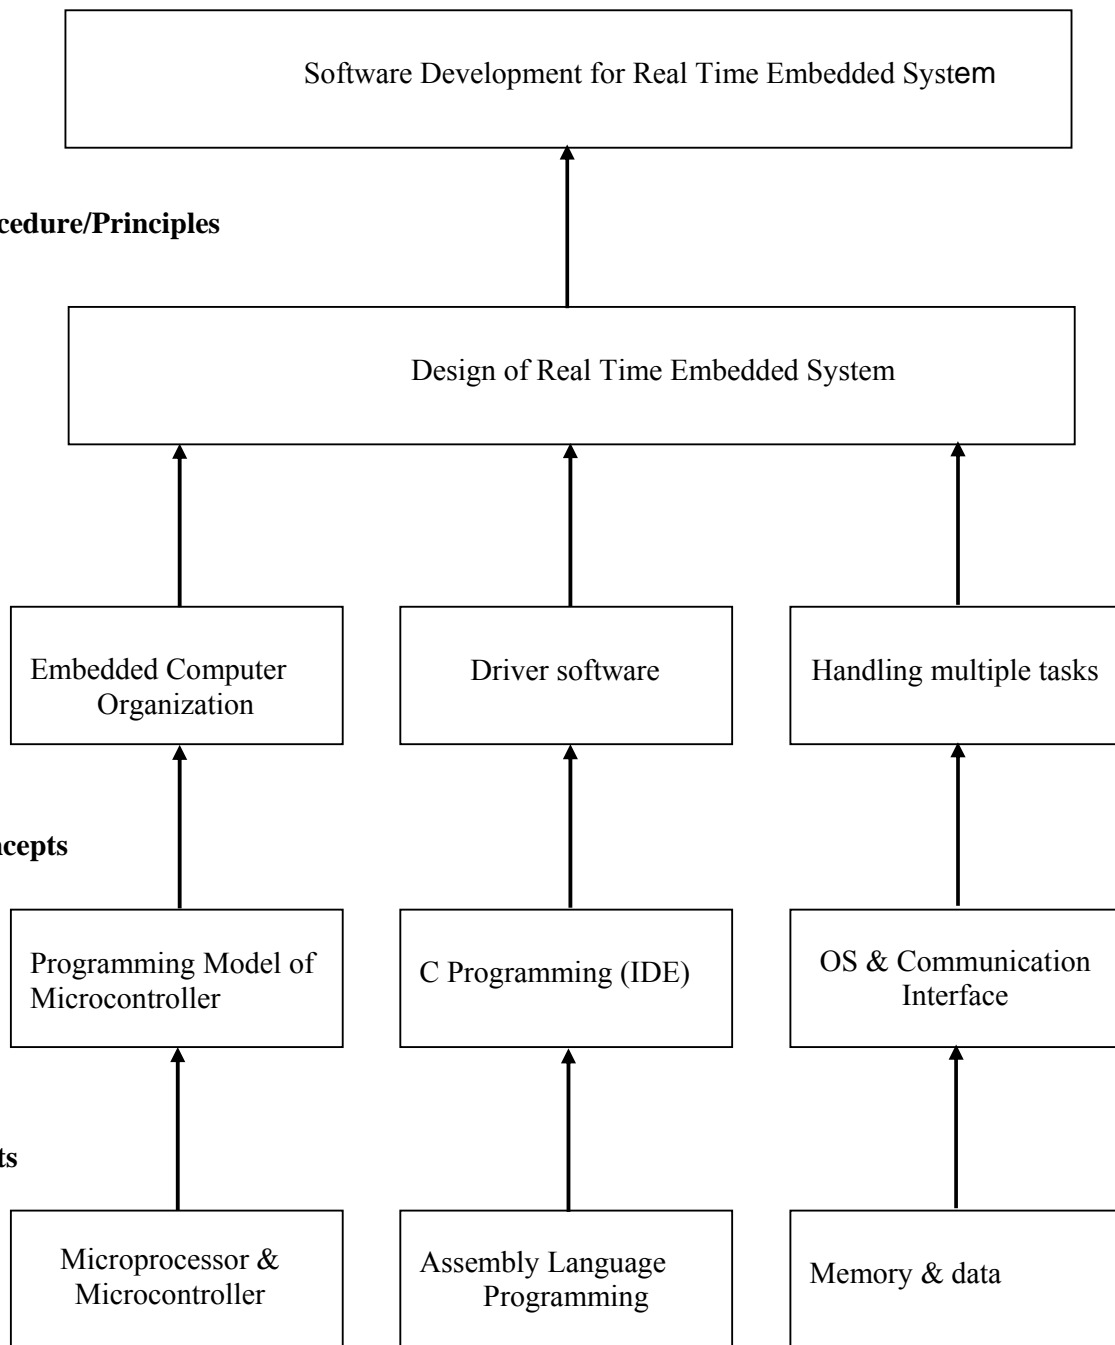 Software Development for Real Time Embedded System
cedure/Principles
Design of Real Time Embedded System
Embedded Computer
Organization
Driver software
Handling multiple tasks
ncepts
Programming Model of
Microcontroller
C Programming (IDE)
OS & Communication
Interface
ts
Microprocessor &
Microcontroller
Assembly Language
Programming
Memory & data